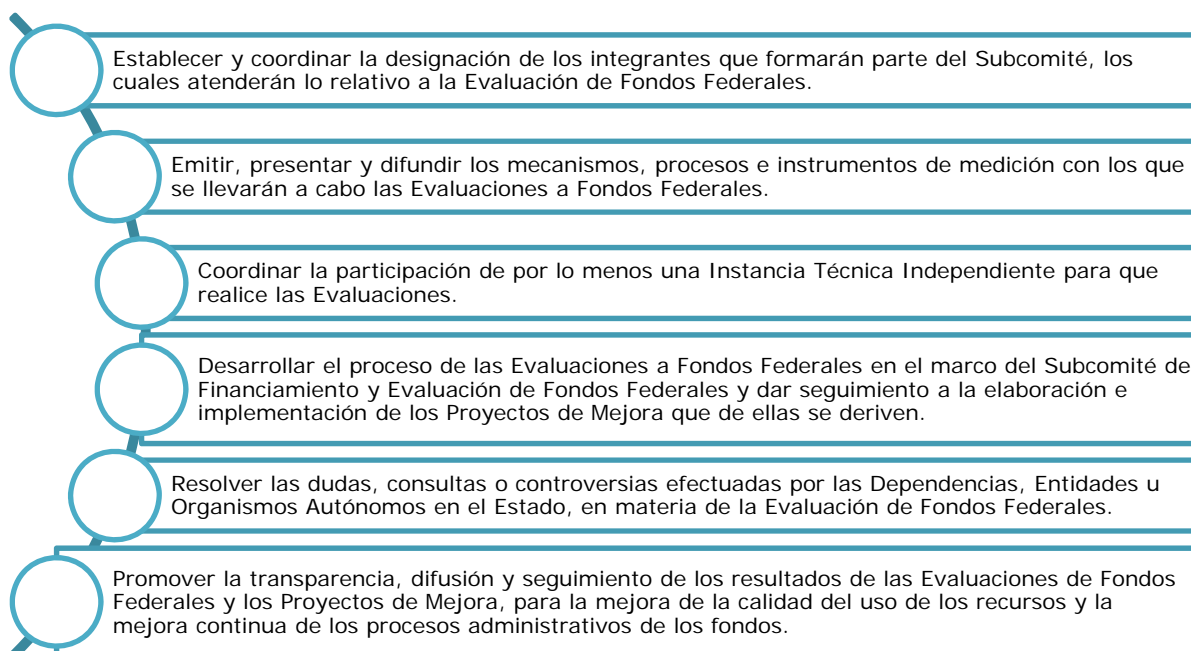 Establecer y coordinar la designación de los integrantes que formarán parte del Subcomité, los
cuales atenderán lo relativo a la Evaluación de Fondos Federales.
Emitir, presentar y difundir los mecanismos, procesos e instrumentos de medición con los que
se llevarán a cabo las Evaluaciones a Fondos Federales.
Coordinar la participación de por lo menos una Instancia Técnica Independiente para que
realice las Evaluaciones.
Desarrollar el proceso de las Evaluaciones a Fondos Federales en el marco del Subcomité de
Financiamiento y Evaluación de Fondos Federales y dar seguimiento a la elaboración e
implementación de los Proyectos de Mejora que de ellas se deriven.
Resolver las dudas, consultas o controversias efectuadas por las Dependencias, Entidades u
Organismos Autónomos en el Estado, en materia de la Evaluación de Fondos Federales.
Promover la transparencia, difusión y seguimiento de los resultados de las Evaluaciones de Fondos
Federales y los Proyectos de Mejora, para la mejora de la calidad del uso de los recursos y la
mejora continua de los procesos administrativos de los fondos.